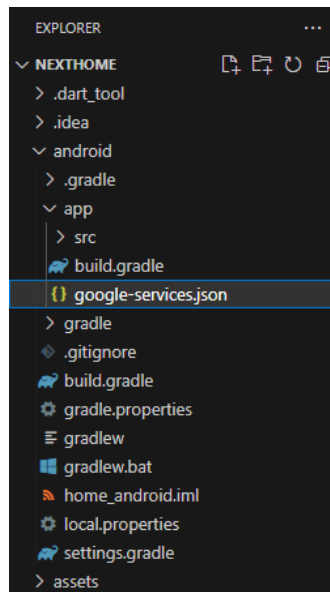 EXPLORER ...
NEXTHOME
.dart_tool
.idea
android
.gradle
app
src
build.gradle
google-services.json
gradle
.gitignore
build.gradle
gradle.properties
gradlew
gradlew.bat
home_android.iml
local.properties
settings.gradle
assets